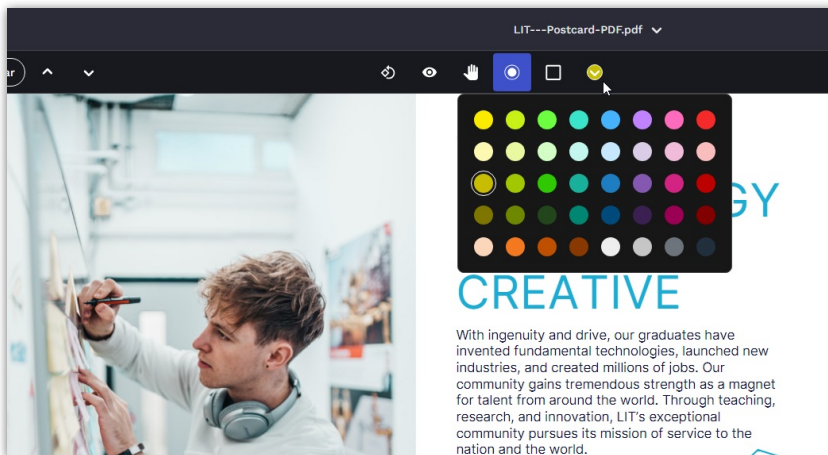 LIT---Postcard-PDF.pdf
ar
GY
CREATIVE
With ingenuity and drive, our graduates have
invented fundamental technologies, launched new
industries, and created millions of jobs. Our
community gains tremendous strength as a magnet
for talent from around the world. Through teaching,
research, and innovation, LIT’s exceptional
community pursues its mission of service to the
nation and the world.